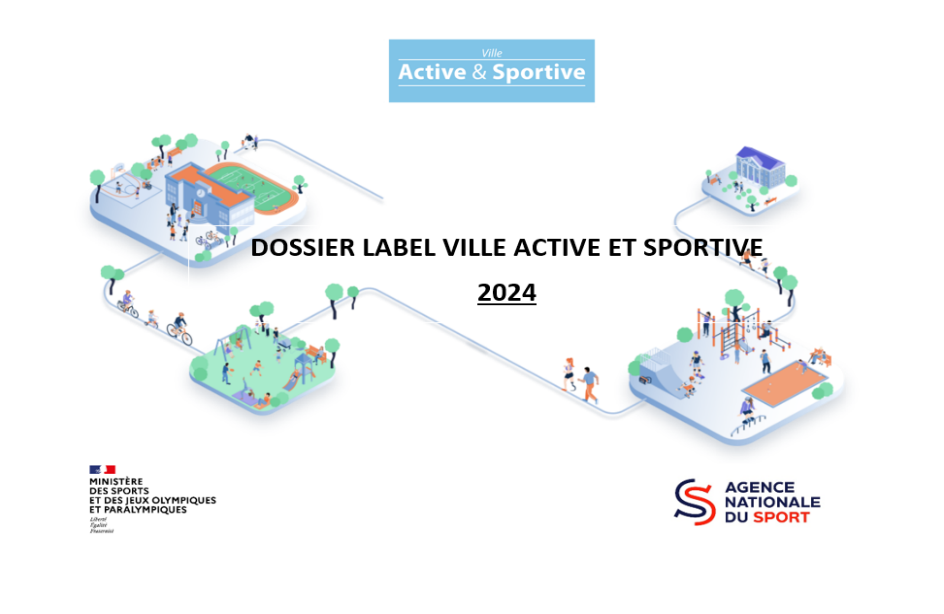 Ville
Active & Sportive
DOSSIER LABEL VILLE ACTIVE ET SPORTIVE
2024
MINISTÈRE
DES SPORTS
ET DES JEUX OLYMPIQUES
ET PARALYMPIQUES
Liberté
Égalité
Fraternité
AGENCE
NATIONALE
DU SPORT